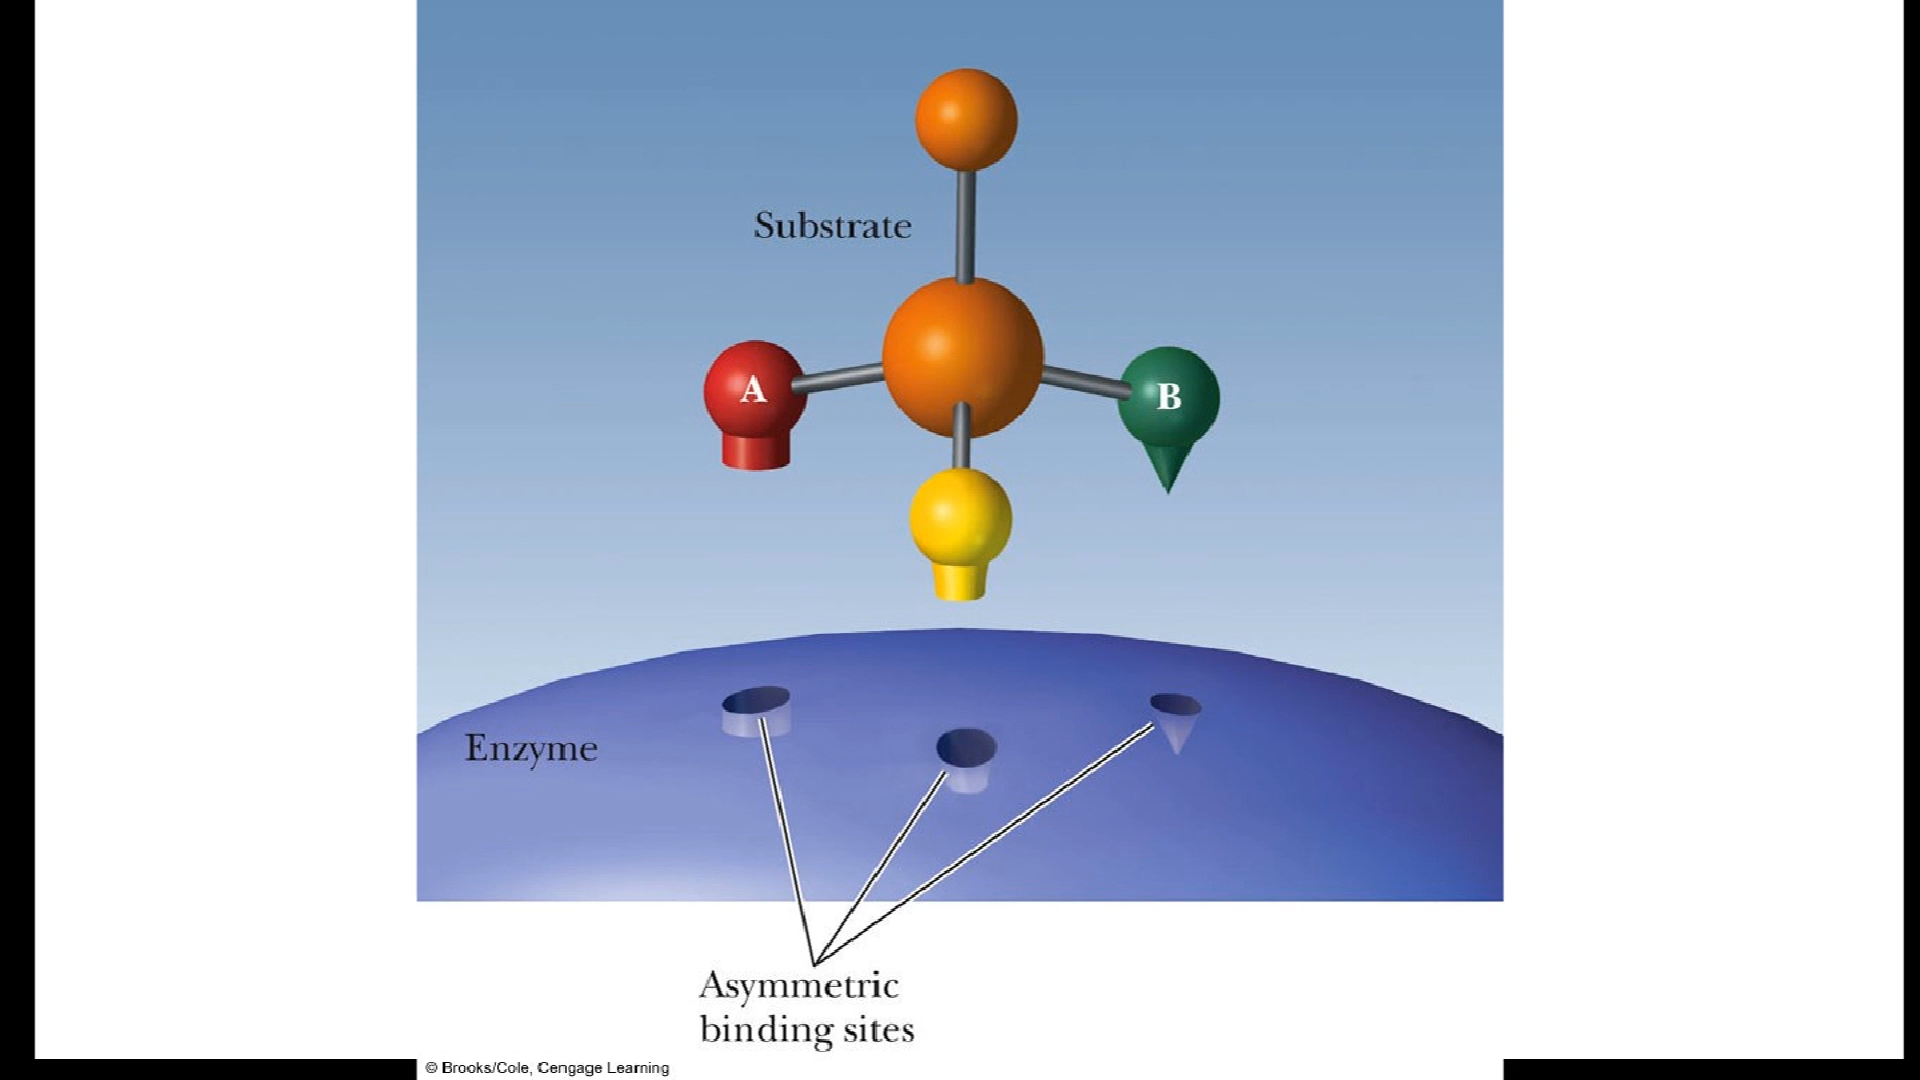 Substrate
A
B
Enzyme
Asymmetric
binding sites
© Brooks/Cole, Cengage Learning